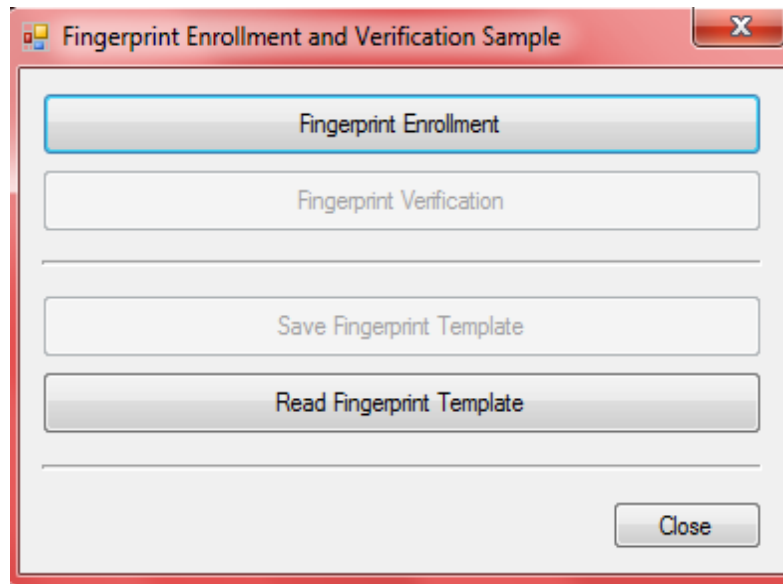 Fingerprint Enrollment and Verification Sample
Fingerprint Enrollment
Fingerprint Verification
Save Fingerprint Template
Read Fingerprint Template
Close